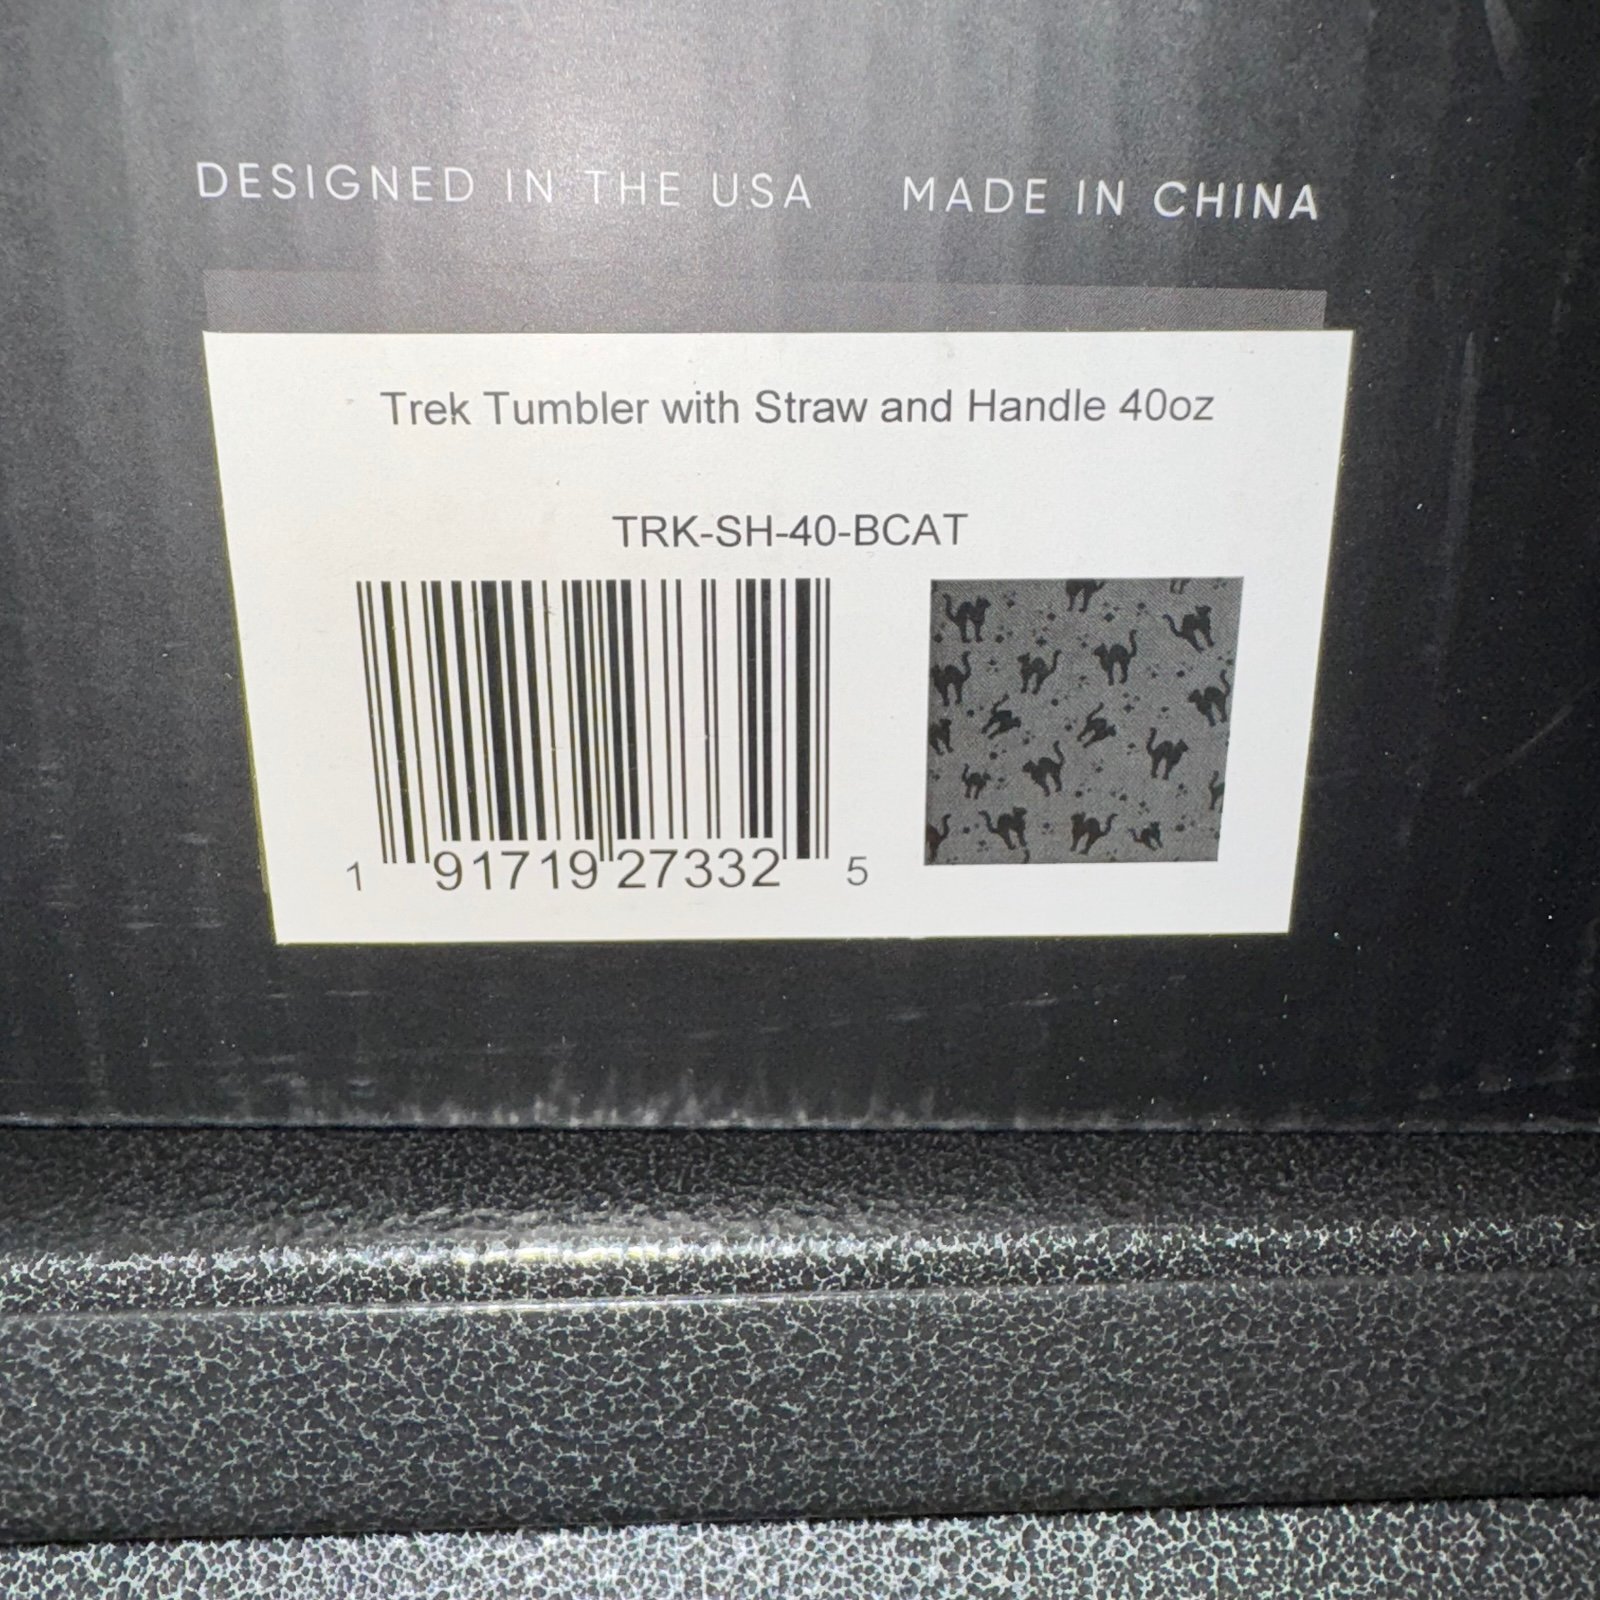 DESIGNED IN THE USA MADE IN CHINA
Trek Tumbler with Straw and Handle 40oz
TRK-SH-40-BCAT
1 91719 27332 5